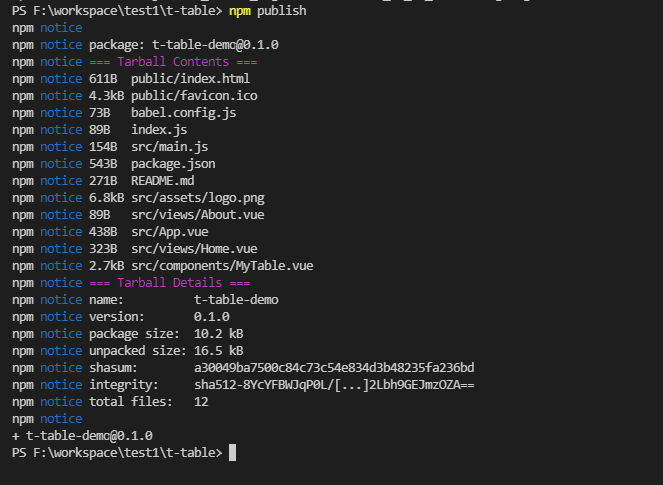 PS F:\workspace\test1\t-table> npm publish
npm notice
npm notice package: t-table-demo@0.1.0
npm notice === Tarball Contents ===
npm notice 611B public/index.html
npm notice 4.3kB public/favicon.ico
npm notice 73B babel.config.js
npm notice 89B index.js
npm notice 154B src/main.js
npm notice 543B package.json
npm notice 271B README.md
npm notice 6.8kB src/assets/logo.png
npm notice 89B src/views/About.vue
npm notice 438B src/App.vue
npm notice 323B src/views/Home.vue
npm notice 2.7kB src/components/MyTable.vue
npm notice === Tarball Details ===
npm notice name: t-table-demo
npm notice version: 0.1.0
npm notice package size: 10.2 kB
npm notice unpacked size: 16.5 kB
npm notice shasum: a30049ba7500c84c73c54e834d3b48235fa236bd
npm notice integrity: sha512-8YcYFBWJqP0L/[...]2Lbh9GEJmzOZA==
npm notice total files: 12
npm notice
+ t-table-demo@0.1.0
PS F:\workspace\test1\t-table>